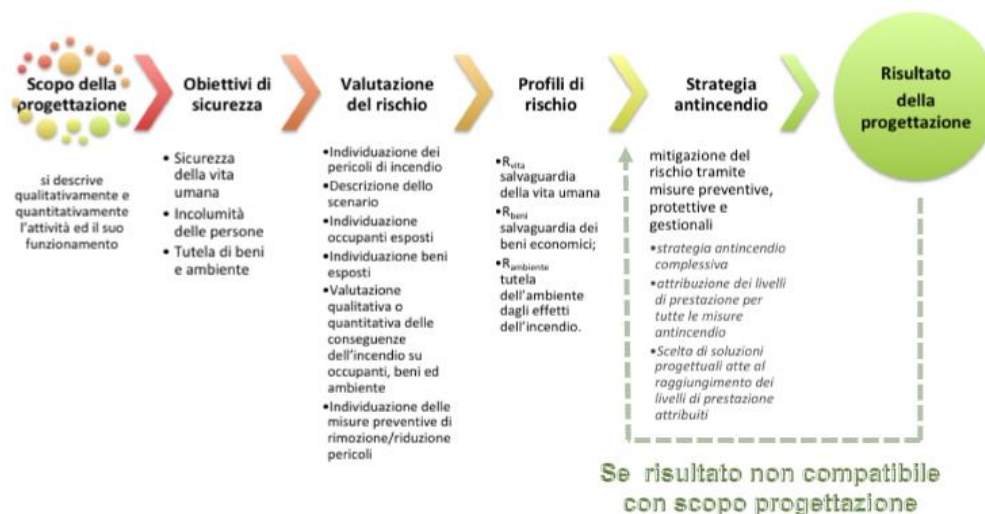 Scopo della
progettazione
si descrive
qualitativamente e
quantitativamente
l'attività ed il suo
funzionamento
Obiettivi di
sicurezza
• Sicurezza
della vita
umana
• Incolumità
delle persone
• Tutela di beni
e ambiente
Valutazione
del rischio
•Individuazione dei
pericoli di incendio
•Descrizione dello
scenario
•Individuazione
occupanti esposti
•Individuazione beni
esposti
•Valutazione
qualitativa o
quantitativa delle
conseguenze
dell'incendio su
occupanti, beni ed
ambiente
•Individuazione delle
misure preventive di
rimozione/riduzione
pericoli
Profili di
rischio
•Rvita
salvaguardia
della vita umana
•Rbeni
salvaguardia dei
beni economici;
•Rambiente
tutela
dell'ambiente
dagli effetti
dell'incendio.
Strategia
antincendio
mitigazione del
rischio tramite
misure preventive,
protettive e
gestionali
•strategia antincendio
complessiva
•attribuzione dei livelli
di prestazione per
tutte le misure
antincendio
•Scelta di soluzioni
progettuali atte al
raggiungimento dei
livelli di prestazione
attribuiti
Risultato
della
progettazione
Se risultato non compatibile
con scopo progettazione